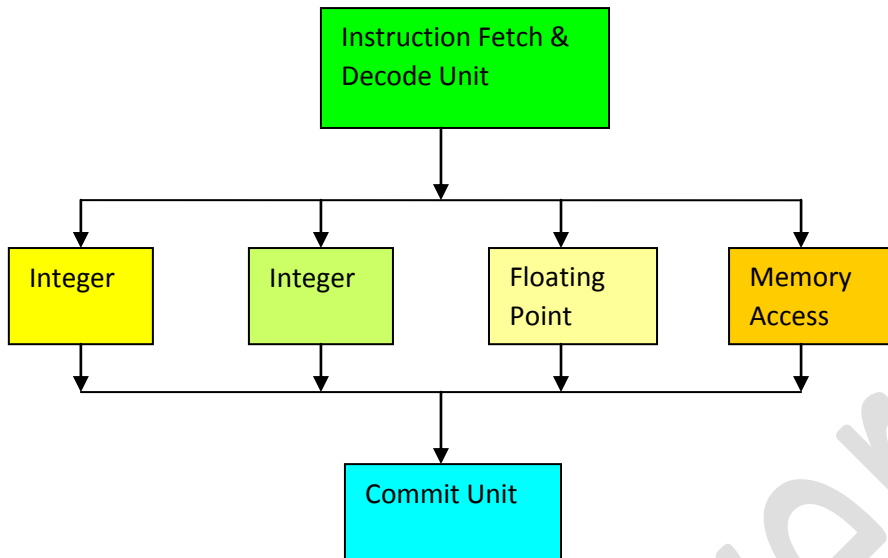 Instruction Fetch &
Decode Unit
Integer
Integer
Floating
Point
Memory
Access
Commit Unit